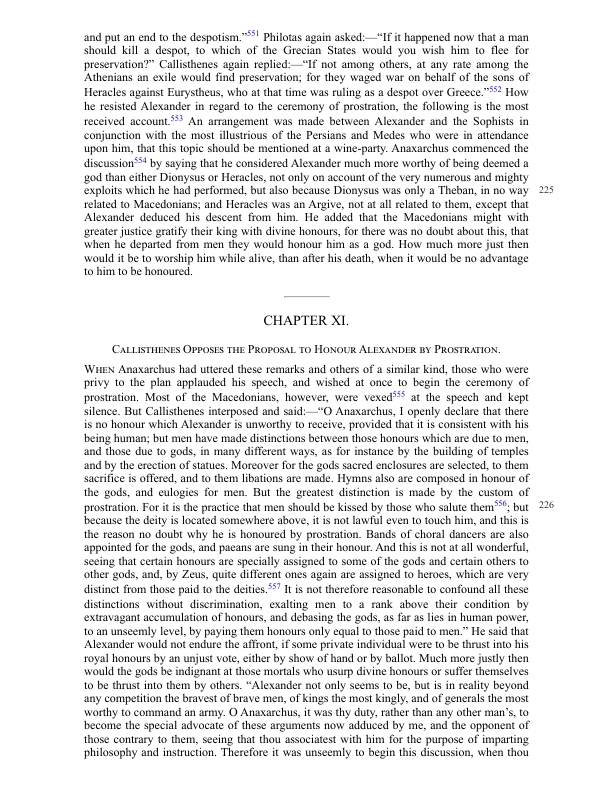 and put an end to the despotism.”551 Philotas again asked:—“If it happened now that a man
should kill a despot, to which of the Grecian States would you wish him to flee for
preservation?” Callisthenes again replied:—“If not among others, at any rate among the
Athenians an exile would find preservation; for they waged war on behalf of the sons of
Heracles against Eurystheus, who at that time was ruling as a despot over Greece.”552 How
he resisted Alexander in regard to the ceremony of prostration, the following is the most
received account.553 An arrangement was made between Alexander and the Sophists in
conjunction with the most illustrious of the Persians and Medes who were in attendance
upon him, that this topic should be mentioned at a wine-party. Anaxarchus commenced the
discussion554 by saying that he considered Alexander much more worthy of being deemed a
god than either Dionysus or Heracles, not only on account of the very numerous and mighty
exploits which he had performed, but also because Dionysus was only a Theban, in no way 225
related to Macedonians; and Heracles was an Argive, not at all related to them, except that
Alexander deduced his descent from him. He added that the Macedonians might with
greater justice gratify their king with divine honours, for there was no doubt about this, that
when he departed from men they would honour him as a god. How much more just then
would it be to worship him while alive, than after his death, when it would be no advantage
to him to be honoured.
CHAPTER XI.
Callisthenes Opposes the Proposal to Honour Alexander by Prostration.
When Anaxarchus had uttered these remarks and others of a similar kind, those who were
privy to the plan applauded his speech, and wished at once to begin the ceremony of
prostration. Most of the Macedonians, however, were vexed555 at the speech and kept
silence. But Callisthenes interposed and said:—“O Anaxarchus, I openly declare that there
is no honour which Alexander is unworthy to receive, provided that it is consistent with his
being human; but men have made distinctions between those honours which are due to men,
and those due to gods, in many different ways, as for instance by the building of temples
and by the erection of statues. Moreover for the gods sacred enclosures are selected, to them
sacrifice is offered, and to them libations are made. Hymns also are composed in honour of
the gods, and eulogies for men. But the greatest distinction is made by the custom of
prostration. For it is the practice that men should be kissed by those who salute them556; but 226
because the deity is located somewhere above, it is not lawful even to touch him, and this is
the reason no doubt why he is honoured by prostration. Bands of choral dancers are also
appointed for the gods, and paeans are sung in their honour. And this is not at all wonderful,
seeing that certain honours are specially assigned to some of the gods and certain others to
other gods, and, by Zeus, quite different ones again are assigned to heroes, which are very
distinct from those paid to the deities.557 It is not therefore reasonable to confound all these
distinctions without discrimination, exalting men to a rank above their condition by
extravagant accumulation of honours, and debasing the gods, as far as lies in human power,
to an unseemly level, by paying them honours only equal to those paid to men.” He said that
Alexander would not endure the affront, if some private individual were to be thrust into his
royal honours by an unjust vote, either by show of hand or by ballot. Much more justly then
would the gods be indignant at those mortals who usurp divine honours or suffer themselves
to be thrust into them by others. “Alexander not only seems to be, but is in reality beyond
any competition the bravest of brave men, of kings the most kingly, and of generals the most
worthy to command an army. O Anaxarchus, it was thy duty, rather than any other man’s, to
become the special advocate of these arguments now adduced by me, and the opponent of
those contrary to them, seeing that thou associatest with him for the purpose of imparting
philosophy and instruction. Therefore it was unseemly to begin this discussion, when thou